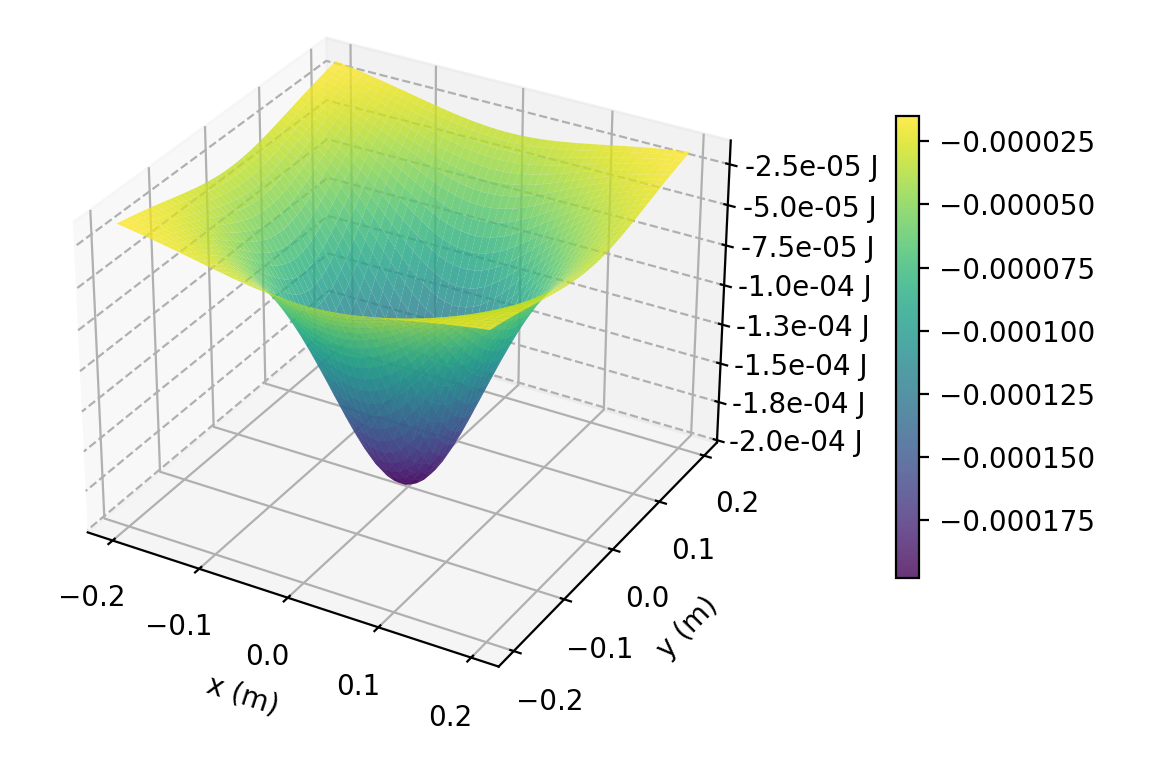 -2.5e-05 J
-5.0e-05 J
-7.5e-05 J
-1.0e-04 J
-1.3e-04 J
-1.5e-04 J
-1.8e-04 J
-2.0e-04 J
−0.000025
−0.000050
−0.000075
−0.000100
−0.000125
−0.000150
−0.000175
−0.2
−0.1
0.0
0.1
0.2
x (m)
−0.2
−0.1
0.0
0.1
0.2
y (m)